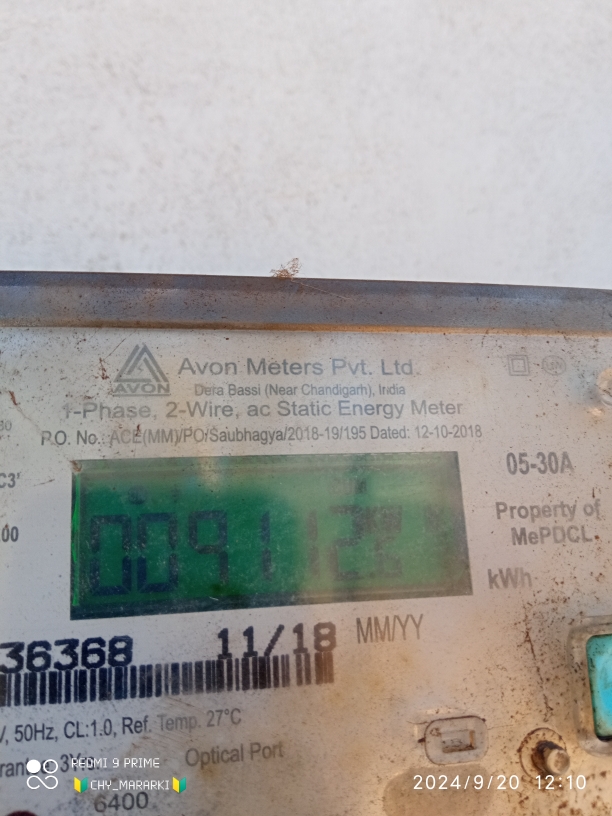 Avon Meters Pvt. Ltd.
AVON
Dera Bassi (Near Chandigarh), India
1-Phase, 2-Wire, ac Static Energy Meter
P.O. No.: ACE(MM)/PO/Saubhagya/2018-19/195 Dated: 12-10-2018
05-30A
Property of
MePDCL
kWh
36368 11/18 MM/YY
50Hz, CL:1.0, Ref. Temp. 27°C
Optical Port
6400
REDMI 9 PRIME
CHY_MARARKI
2024/9/20 12:10